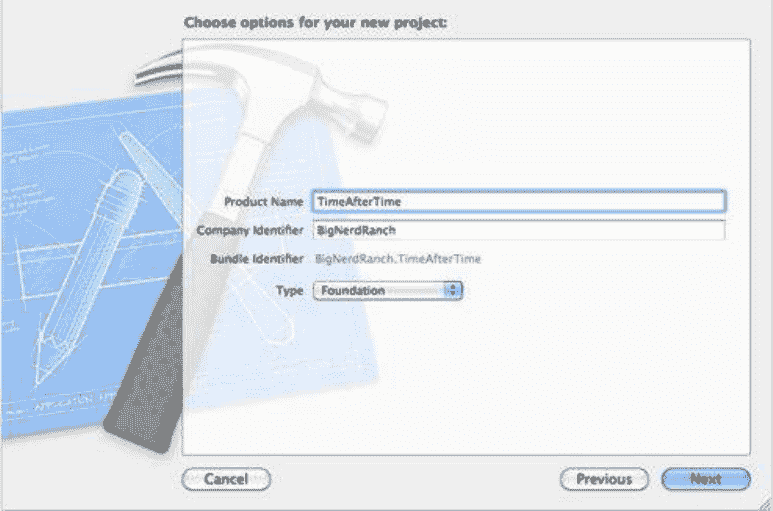 Choose options for your new project:
Product Name TimeAfterTime
Company Identifier BigNerdRanch
Bundle Identifier BigNerdRanch.TimeAfterTime
Type Foundation
Cancel Previous Next